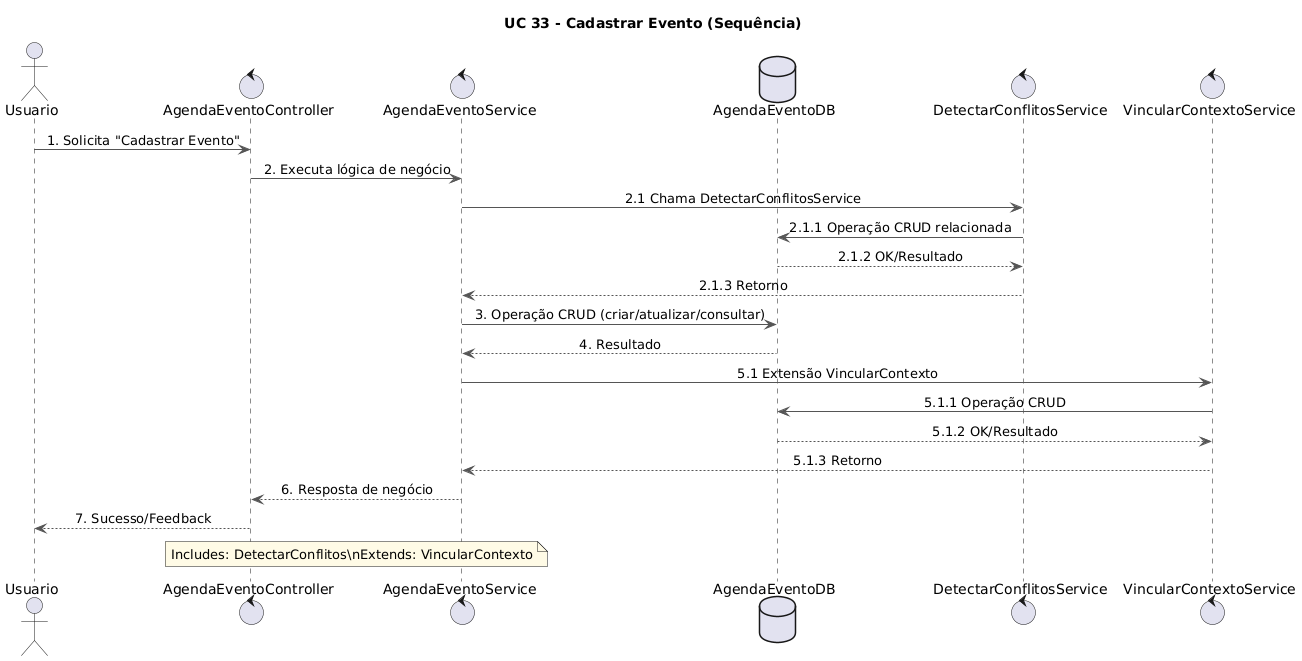 UC 33 - Cadastrar Evento (Sequência)
Usuario
AgendaEventoController
AgendaEventoService
AgendaEventoDB
DetectarConflitosService
VincularContextoService
1. Solicita "Cadastrar Evento"
2. Executa lógica de negócio
2.1 Chama DetectarConflitosService
2.1.1 Operação CRUD relacionada
2.1.2 OK/Resultado
2.1.3 Retorno
3. Operação CRUD (criar/atualizar/consultar)
4. Resultado
5.1 Extensão VincularContexto
5.1.1 Operação CRUD
5.1.2 OK/Resultado
5.1.3 Retorno
6. Resposta de negócio
7. Sucesso/Feedback
Includes: DetectarConflitos\nExtends: VincularContexto
Usuario
AgendaEventoController
AgendaEventoService
AgendaEventoDB
DetectarConflitosService
VincularContextoService